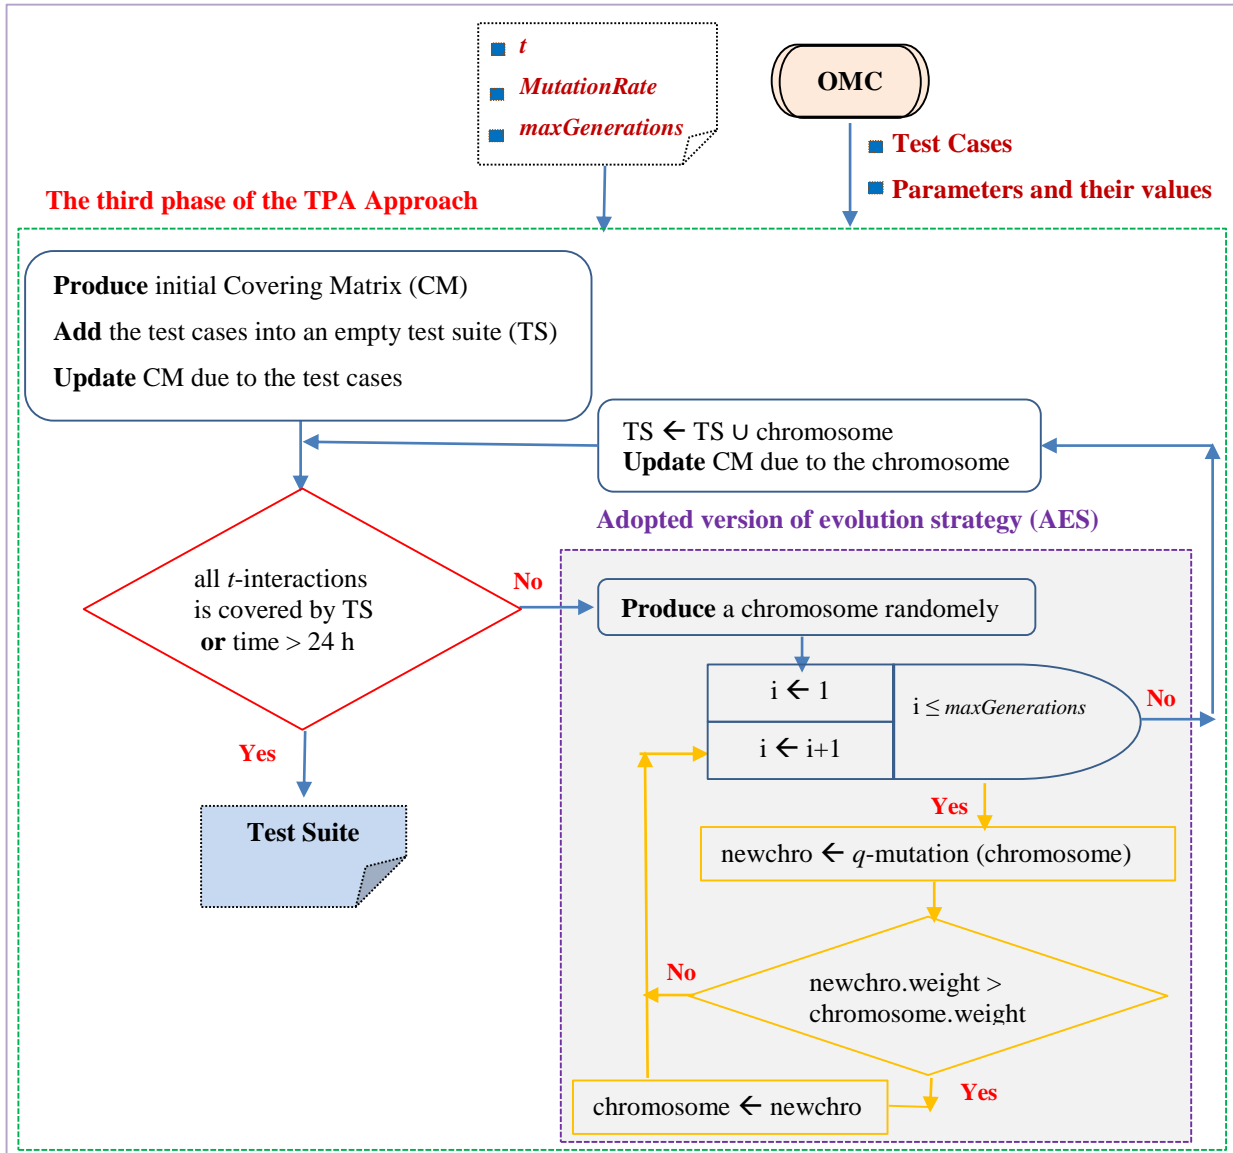 t
MutationRate
maxGenerations
OMC
Test Cases
Parameters and their values
The third phase of the TPA Approach
Produce initial Covering Matrix (CM)
Add the test cases into an empty test suite (TS)
Update CM due to the test cases
TS ← TS ∪ chromosome
Update CM due to the chromosome
Adopted version of evolution strategy (AES)
all t-interactions
is covered by TS
or time > 24 h
No
Yes
Test Suite
Produce a chromosome randomely
i ← 1
i ← i+1
i ≤ maxGenerations
No
Yes
newchro ← q-mutation (chromosome)
newchro.weight >
chromosome.weight
No
Yes
chromosome ← newchro